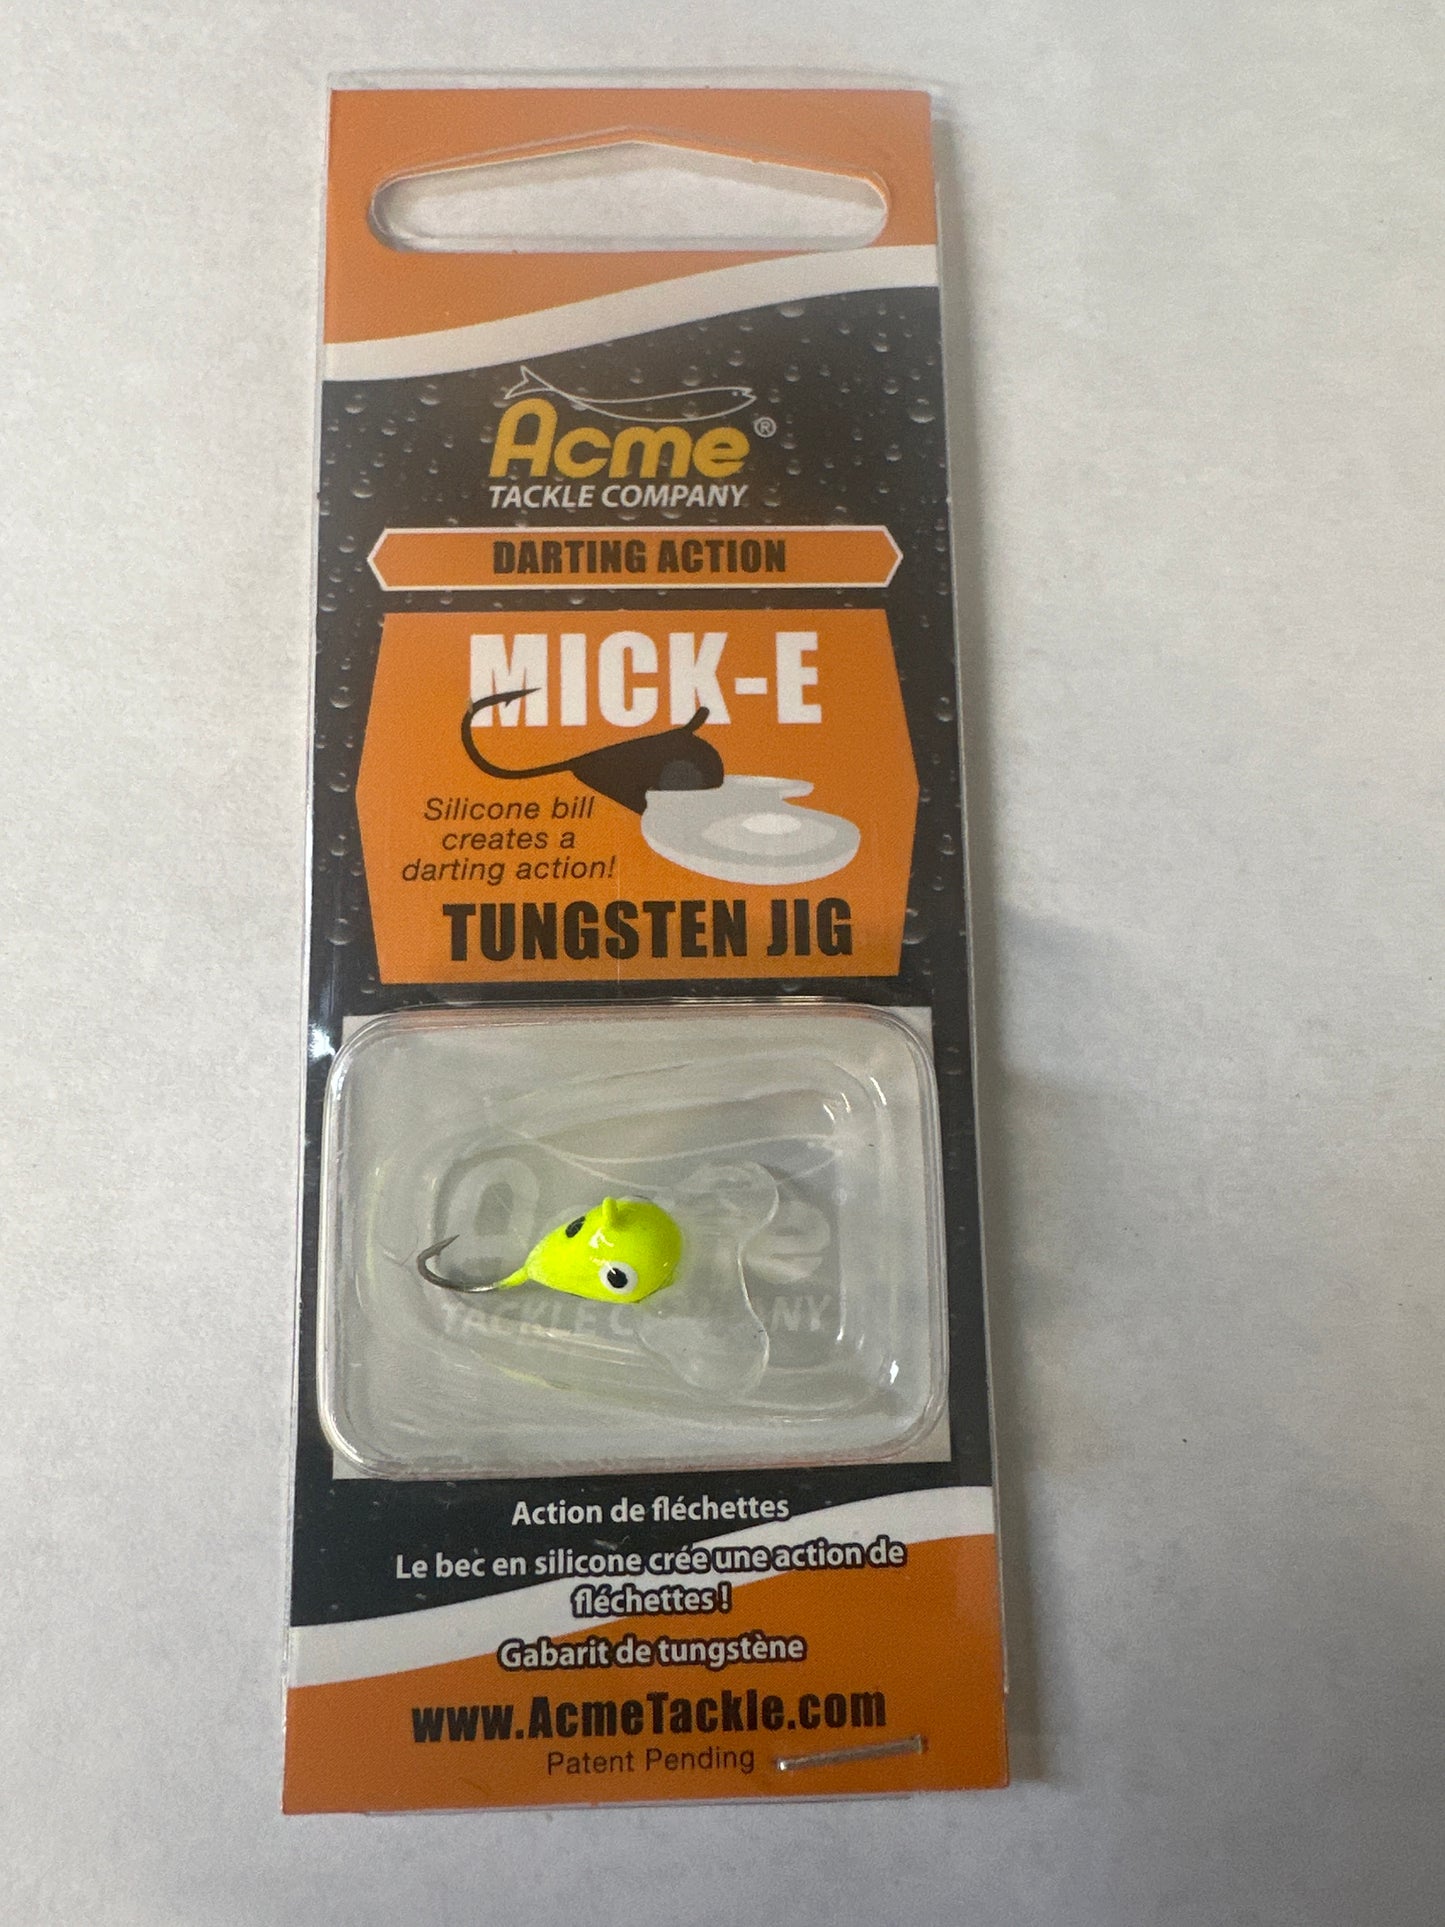 Acme®
TACKLE COMPANY
DARTING ACTION
MICK-E
Silicone bill
creates a
darting action!
TUNGSTEN JIG
TACKLE COMPANY
Action de fléchettes
Le bec en silicone crée une action de
fléchettes !
Gabarit de tungstène
www.AcmeTackle.com
Patent Pending